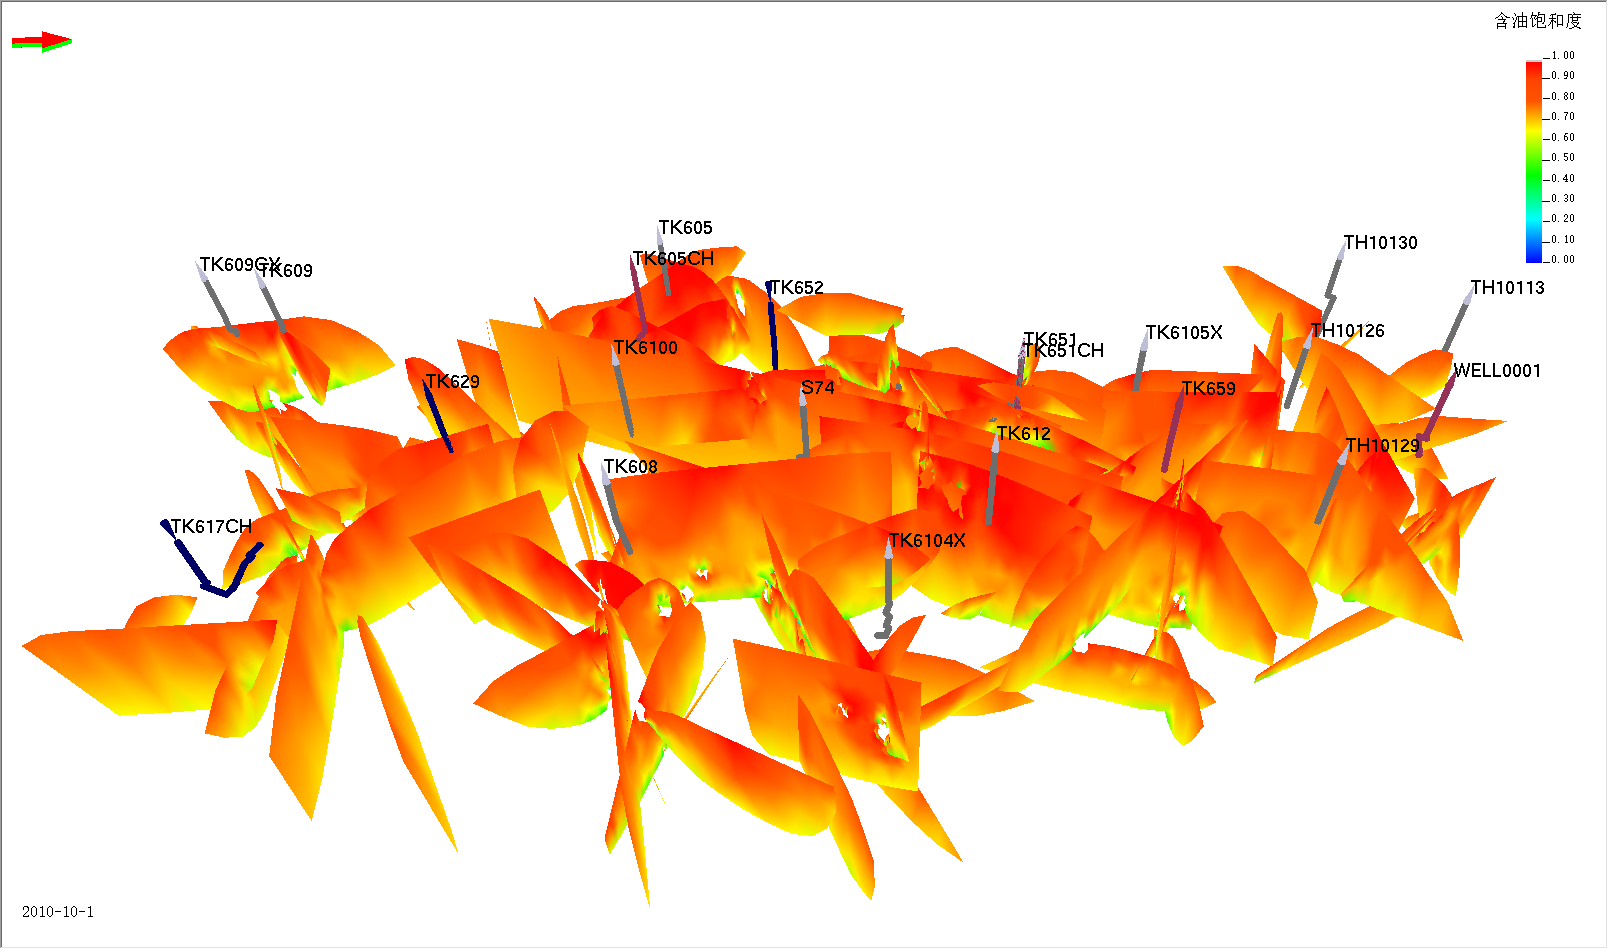 含油饱和度
1.00
0.90
0.80
0.70
0.60
0.50
0.40
0.30
0.20
0.10
0.00
TK605
TH10130
TK605CH
TK609GX
TK609
TK652
TH10113
TH10126
TK6105X
TK651
TK651CH
TK6100
WELL0001
TK629
S74
TK659
TK612
TH10129
TK608
TK617CH
TK6104X
2010-10-1